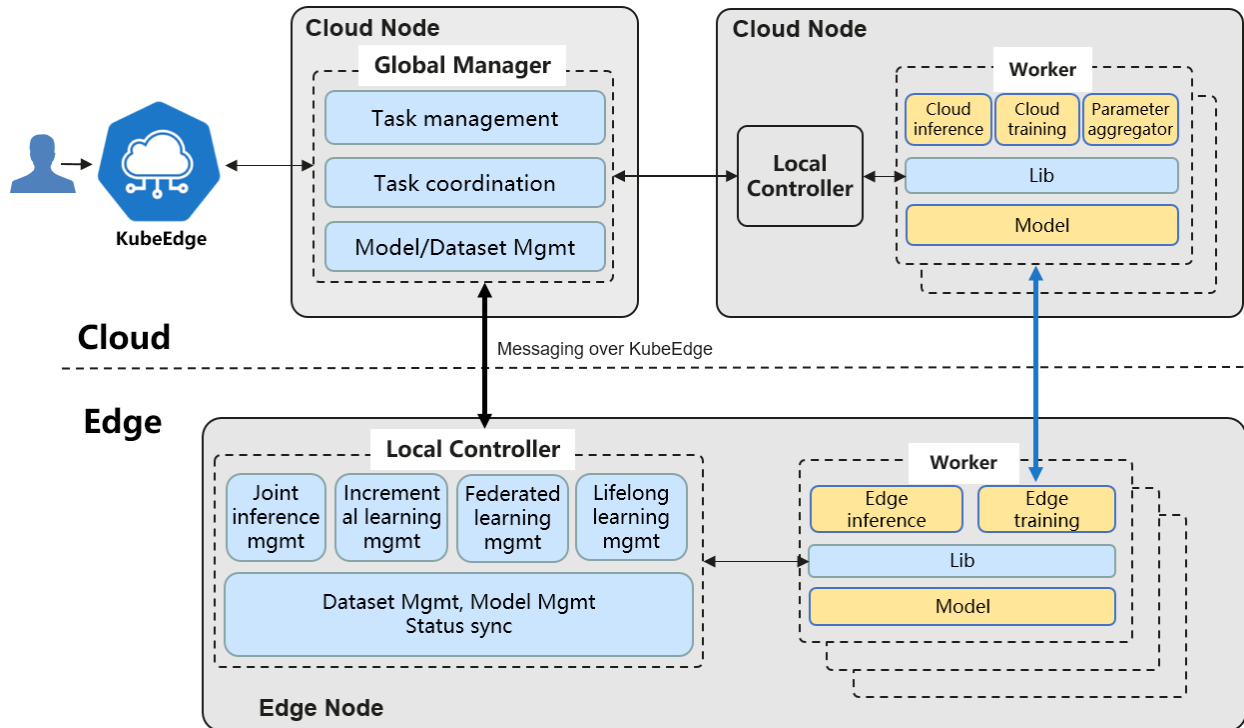 Cloud Node
Global Manager
Task management
Task coordination
Model/Dataset Mgmt
KubeEdge
Cloud Node
Worker
Cloud
inference
Cloud
training
Parameter
aggregator
Local
Controller
Lib
Model
Cloud
Messaging over KubeEdge
Edge
Local Controller
Joint
inference
mgmt
Increment
al learning
mgmt
Federated
learning
mgmt
Lifelong
learning
mgmt
Dataset Mgmt, Model Mgmt
Status sync
Worker
Edge
inference
Edge
training
Lib
Model
Edge Node